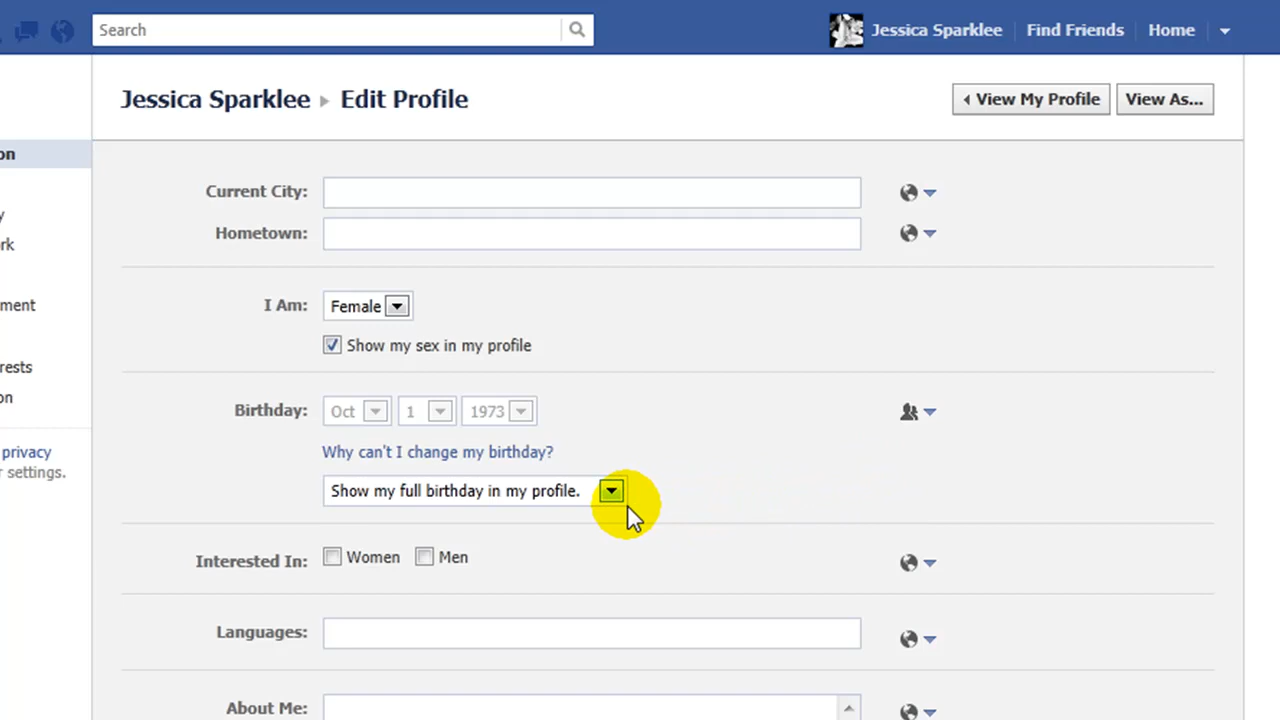 Search
Jessica Sparklee
Find Friends
Home
Jessica Sparklee ▸ Edit Profile
View My Profile
View As...
on
y
rk
ment
rests
on
privacy
r settings.
Current City:
Hometown:
I Am: Female
Show my sex in my profile
Birthday: Oct 1 1973
Why can't I change my birthday?
Show my full birthday in my profile.
Interested In: Women Men
Languages:
About Me: